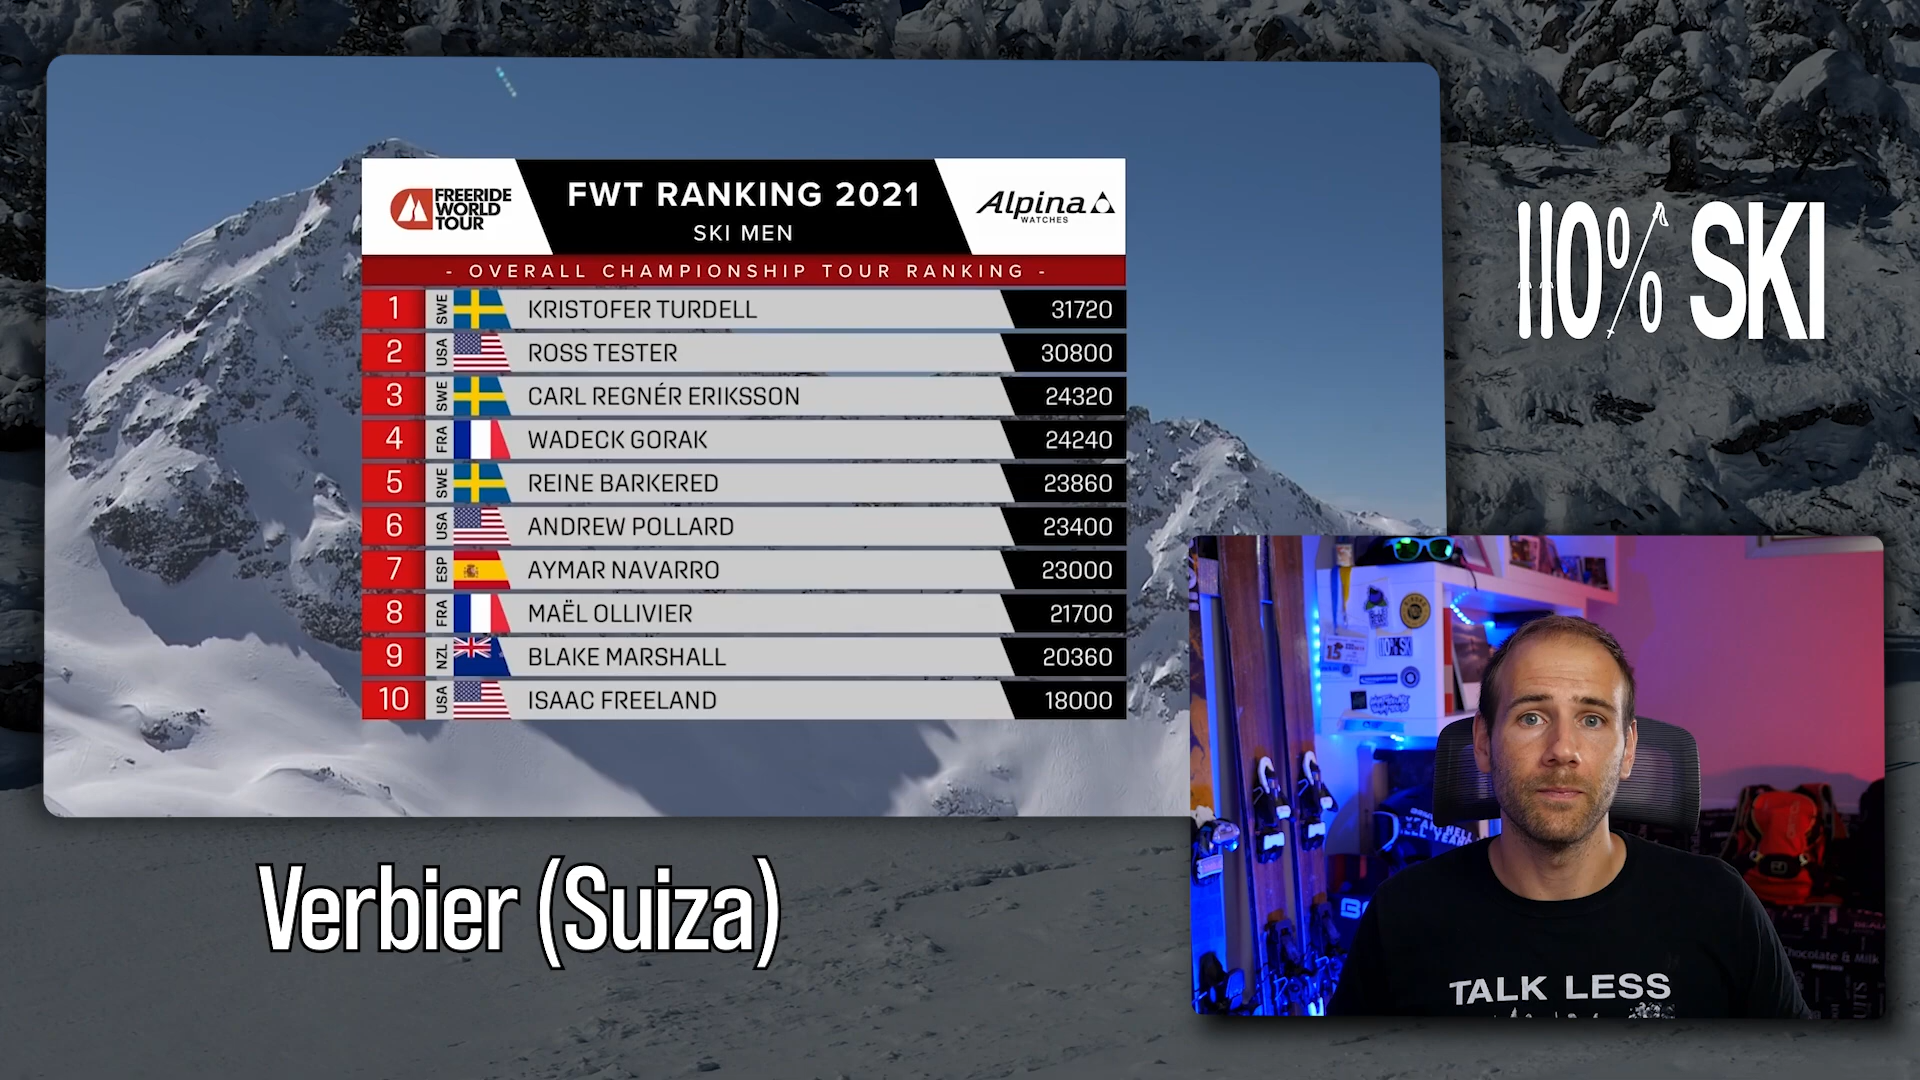 FREERIDE
WORLD
TOUR
FWT RANKING 2021
SKI MEN
Alpina
WATCHES
- OVERALL CHAMPIONSHIP TOUR RANKING -
1 SWE KRISTOFER TURDELL 31720
2 USA ROSS TESTER 30800
3 SWE CARL REGNÉR ERIKSSON 24320
4 FRA WADECK GORAK 24240
5 SWE REINE BARKERED 23860
6 USA ANDREW POLLARD 23400
7 ESP AYMAR NAVARRO 23000
8 FRA MAËL OLLIVIER 21700
9 NZL BLAKE MARSHALL 20360
10 USA ISAAC FREELAND 18000
110% SKI
Verbier (Suiza)
110% SKI
15
TALK LESS